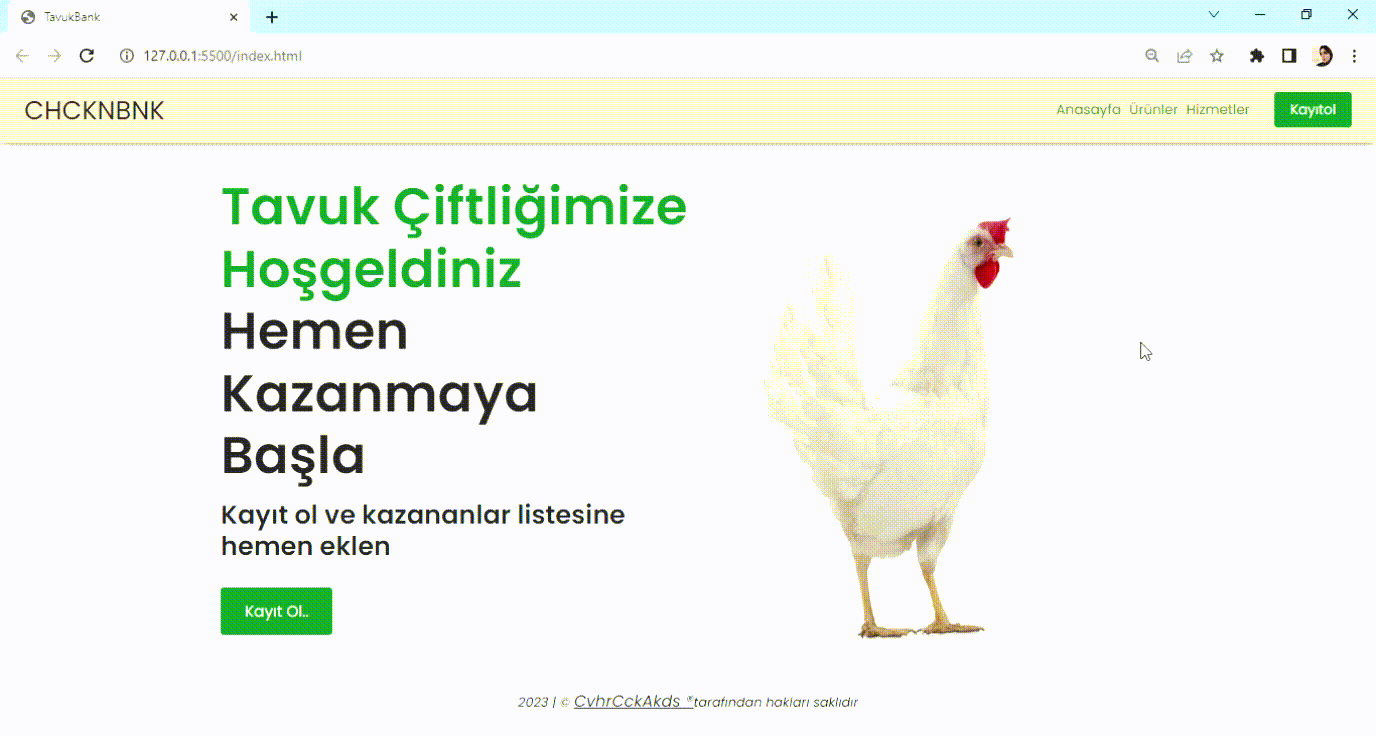 TavukBank
127.0.0.1:5500/index.html
CHCKNBNK
Anasayfa Ürünler Hizmetler Kayıtol
Tavuk Çiftliğimize
Hoşgeldiniz
Hemen
Kazanmaya
Başla
Kayıt ol ve kazananlar listesine
hemen eklen
Kayıt Ol..
2023 | © CvhrCckAkds ®tarafından hakları saklıdır